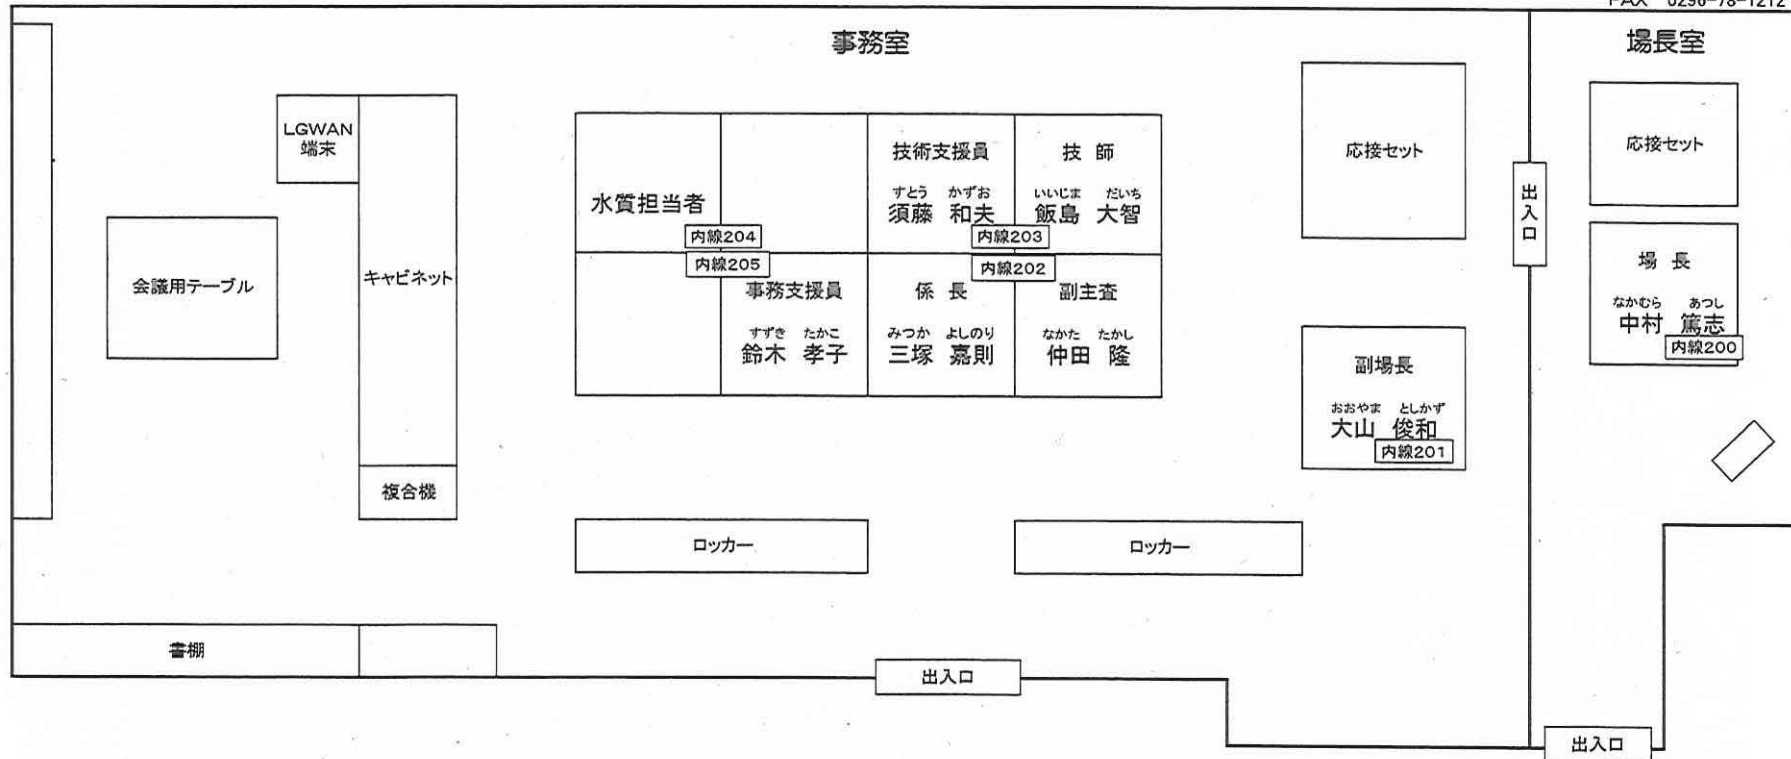 FAX 0296-78-1212
事務室
場長室
LGWAN
端末
キャビネット
会議用テーブル
複合機
書棚
水質担当者
内線204
技術支援員
すとう かずお
須藤 和夫
技 師
いいじま だいち
飯島 大智
内線203
内線205
事務支援員
すずき たかこ
鈴木 孝子
係 長
みつか よしのり
三塚 嘉則
内線202
副主査
なかた たかし
仲田 隆
ロッカー
ロッカー
応接セット
副場長
おおやま としかず
大山 俊和
内線201
出入口
出入口
応接セット
場 長
なかむら あつし
中村 篤志
内線200
出入口